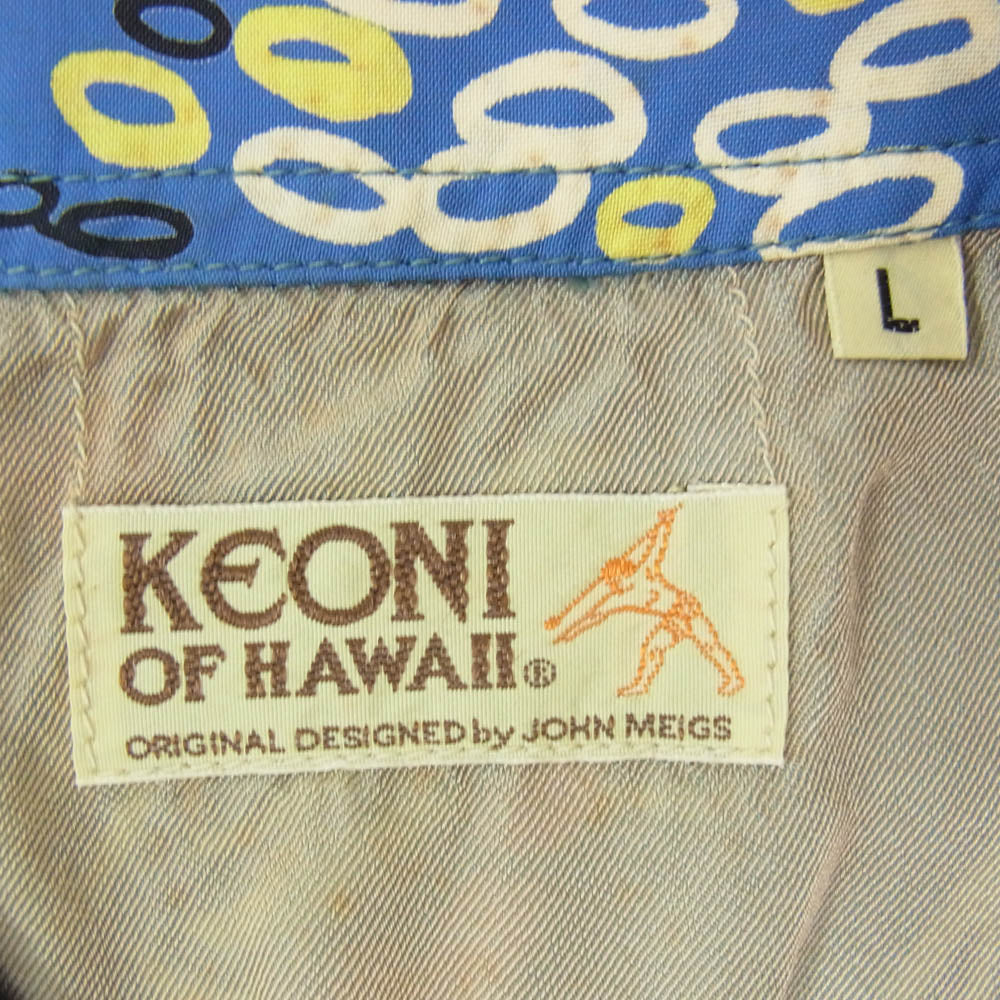 L
KEONI
OF HAWAII®
ORIGINAL DESIGNED by JOHN MEIGS